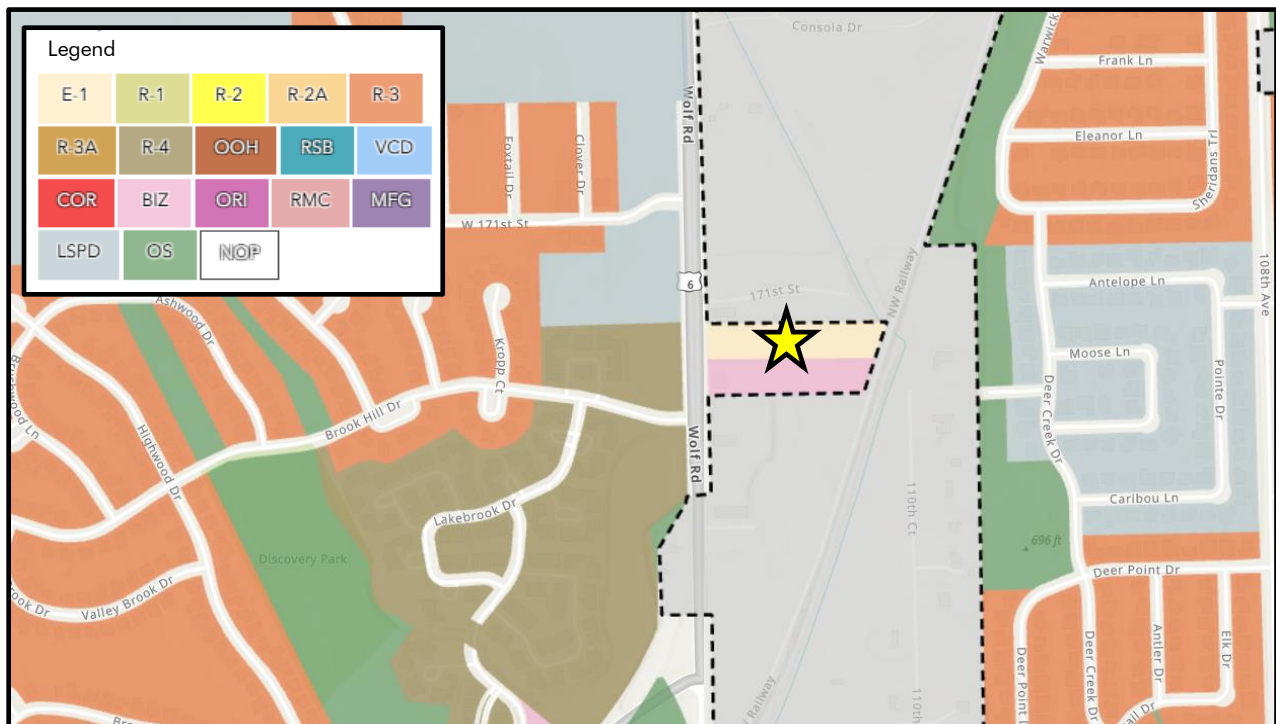 Legend
E-1 R-1 R-2 R-2A R-3
R-3A R-4 OOH RSB VCD
COR BIZ ORI RMC MFG
LSPD OS NOP
Consola Dr
Warwick
Frank Ln
Eleanor Ln
Sheridans Trl
Wolf Rd
Foxtail Dr
Clover Dr
W 171st St
6
171st St
NW Railway
Antelope Ln
108th Ave
Moose Ln
Pointe Dr
Deer Creek Dr
Caribou Ln
Ashwood Dr
Kropp Ct
Brook Hill Dr
Highwood Dr
Wolf Rd
Lakebrook Dr
110th Ct
696 ft
Discovery Park
Valley Brook Dr
rook Dr
Deer Point Dr
Antler Dr
Elk Dr
Deer Point
Deer Creek Dr
Railway
110th
ail Dr